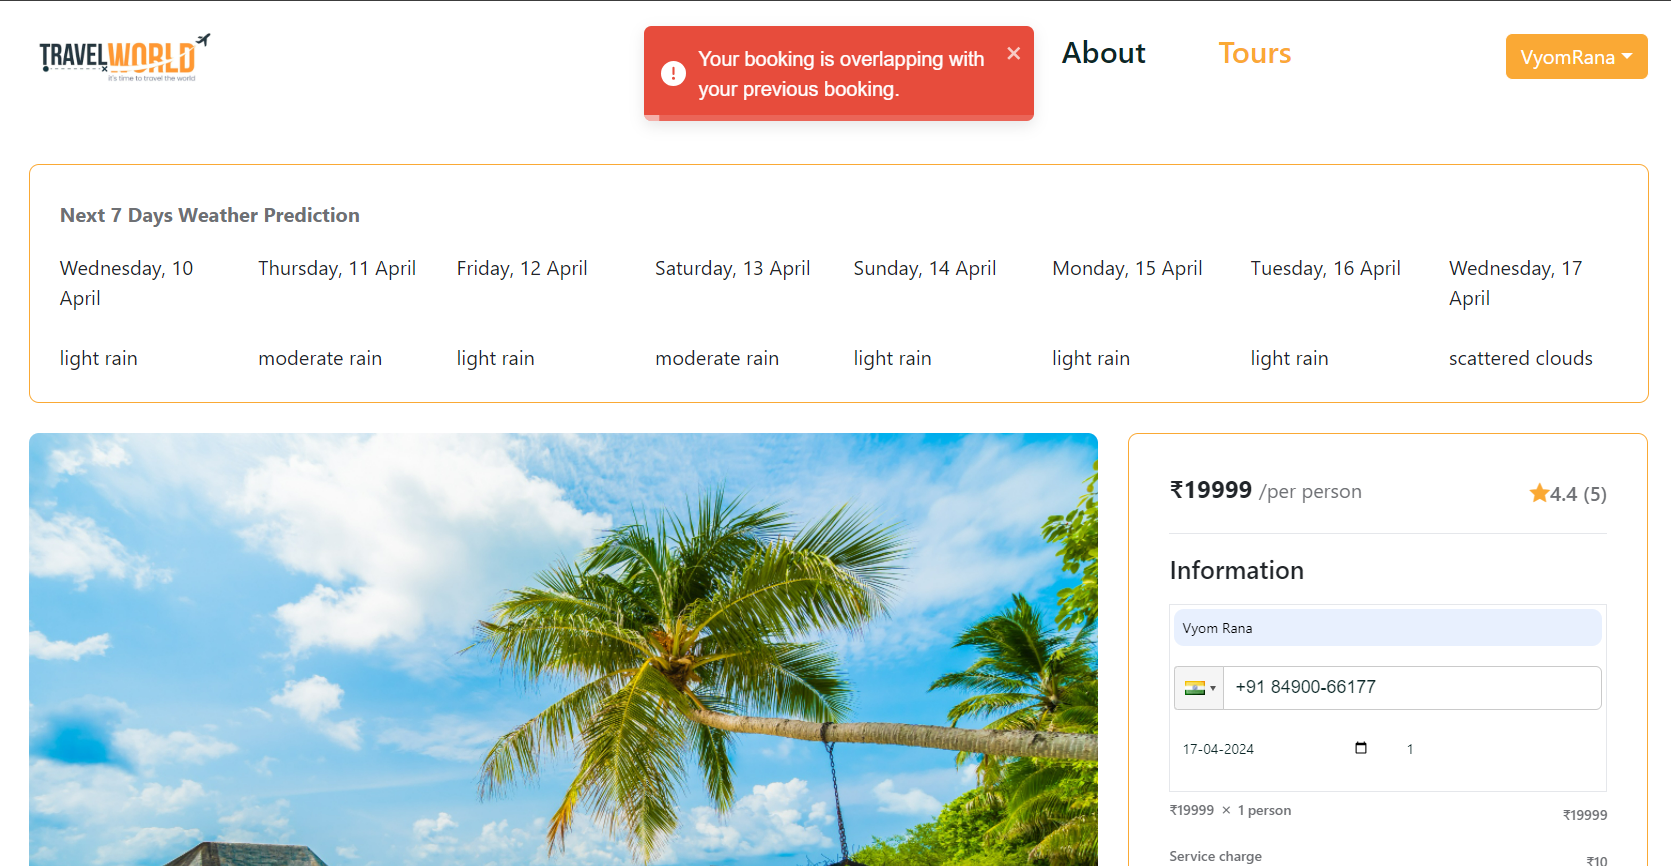 TRAVELWORLD
it's time to travel the world
Your booking is overlapping with
your previous booking.
About
Tours
VyomRana
Next 7 Days Weather Prediction
Wednesday, 10
April
Thursday, 11 April
Friday, 12 April
Saturday, 13 April
Sunday, 14 April
Monday, 15 April
Tuesday, 16 April
Wednesday, 17
April
light rain
moderate rain
light rain
moderate rain
light rain
light rain
light rain
scattered clouds
₹19999 /per person
4.4 (5)
Information
Vyom Rana
+91 84900-66177
17-04-2024
1
₹19999 × 1 person
₹19999
Service charge
₹10